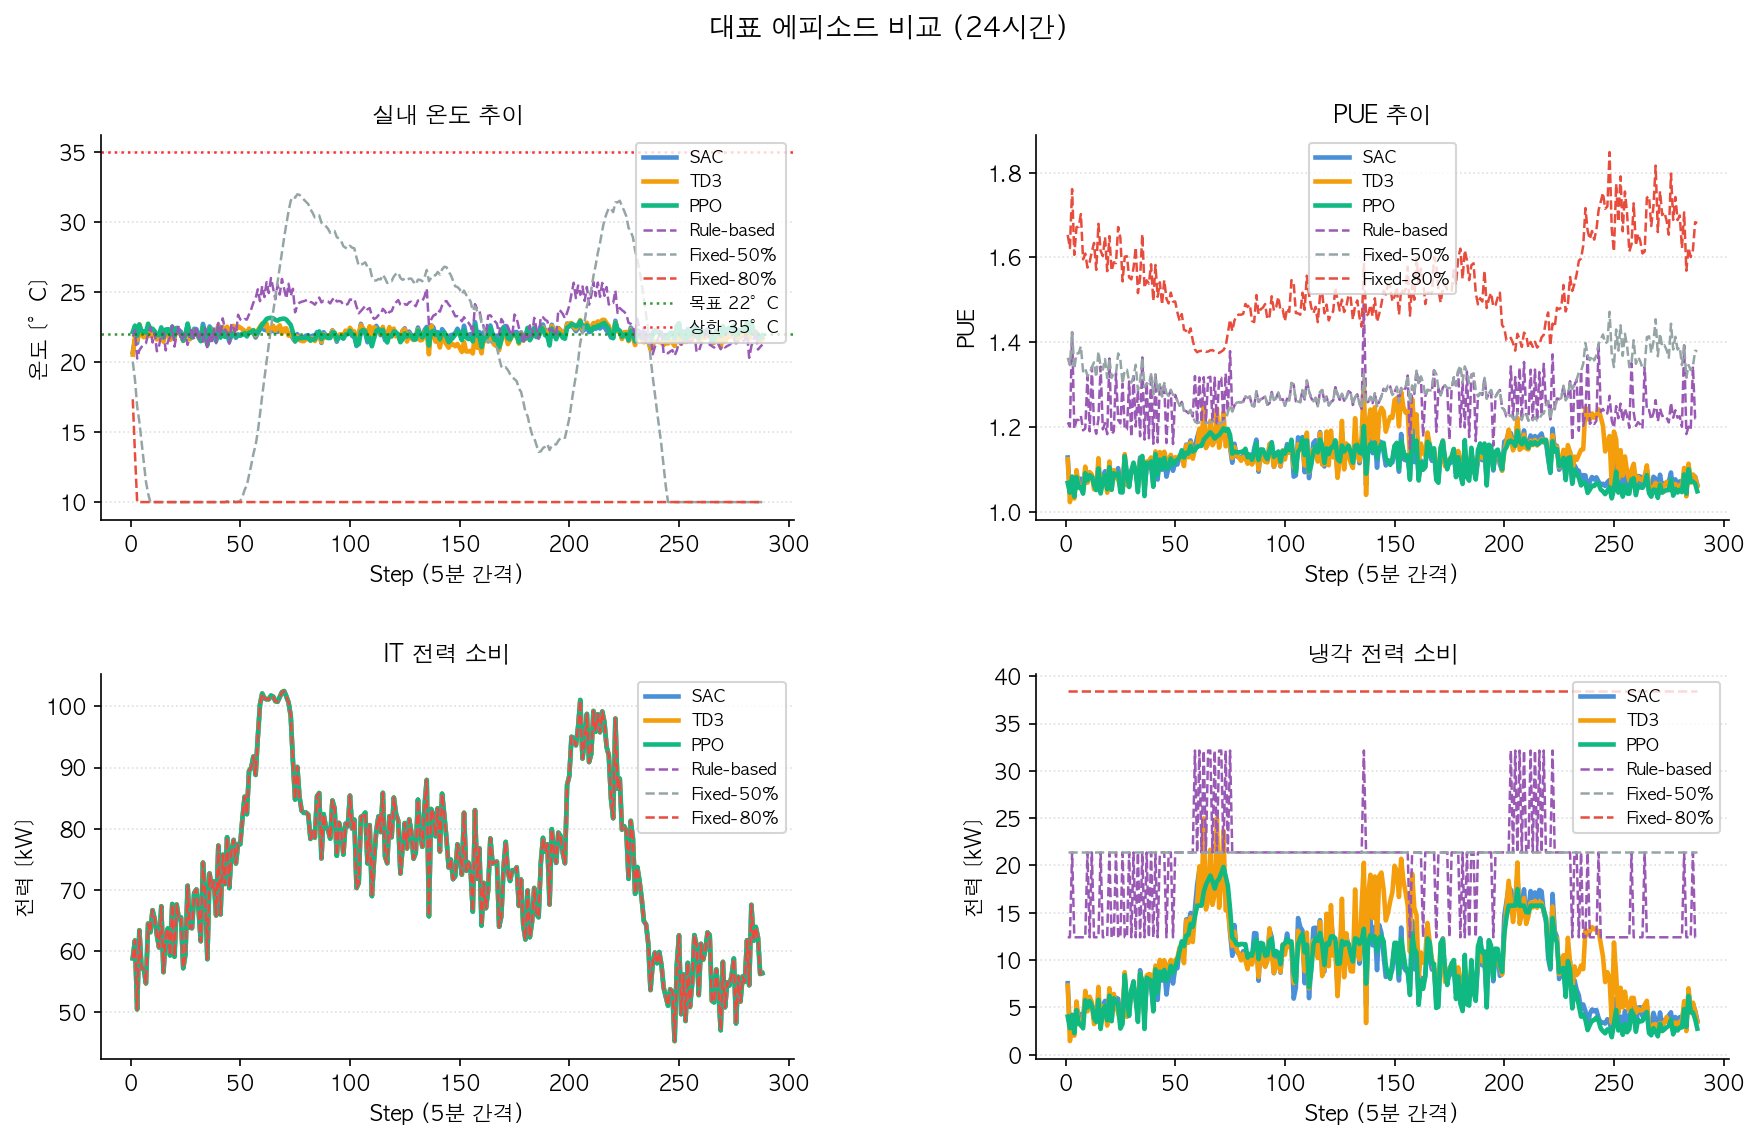 대표 에피소드 비교 (24시간)
실내 온도 추이
온도 (°C)
35
30
25
20
15
10
0
50
100
150
200
250
300
Step (5분 간격)
SAC
TD3
PPO
Rule-based
Fixed-50%
Fixed-80%
목표 22°C
상한 35°C
PUE 추이
PUE
1.8
1.6
1.4
1.2
1.0
0
50
100
150
200
250
300
Step (5분 간격)
SAC
TD3
PPO
Rule-based
Fixed-50%
Fixed-80%
IT 전력 소비
전력 (kW)
100
90
80
70
60
50
0
50
100
150
200
250
300
Step (5분 간격)
SAC
TD3
PPO
Rule-based
Fixed-50%
Fixed-80%
냉각 전력 소비
전력 (kW)
40
35
30
25
20
15
10
5
0
0
50
100
150
200
250
300
Step (5분 간격)
SAC
TD3
PPO
Rule-based
Fixed-50%
Fixed-80%